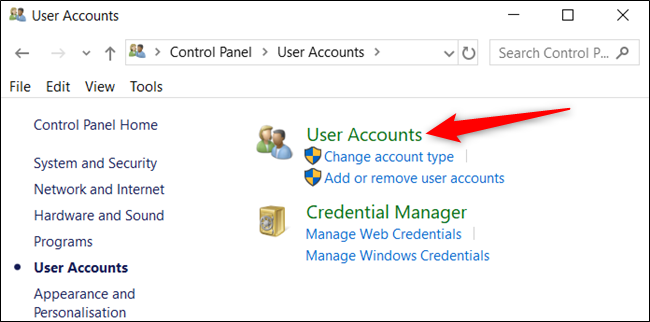 User Accounts
Control Panel > User Accounts >
Search Control P...
File Edit View Tools
Control Panel Home
System and Security
Network and Internet
Hardware and Sound
Programs
User Accounts
Appearance and
Personalisation
User Accounts
Change account type
Add or remove user accounts
Credential Manager
Manage Web Credentials
Manage Windows Credentials